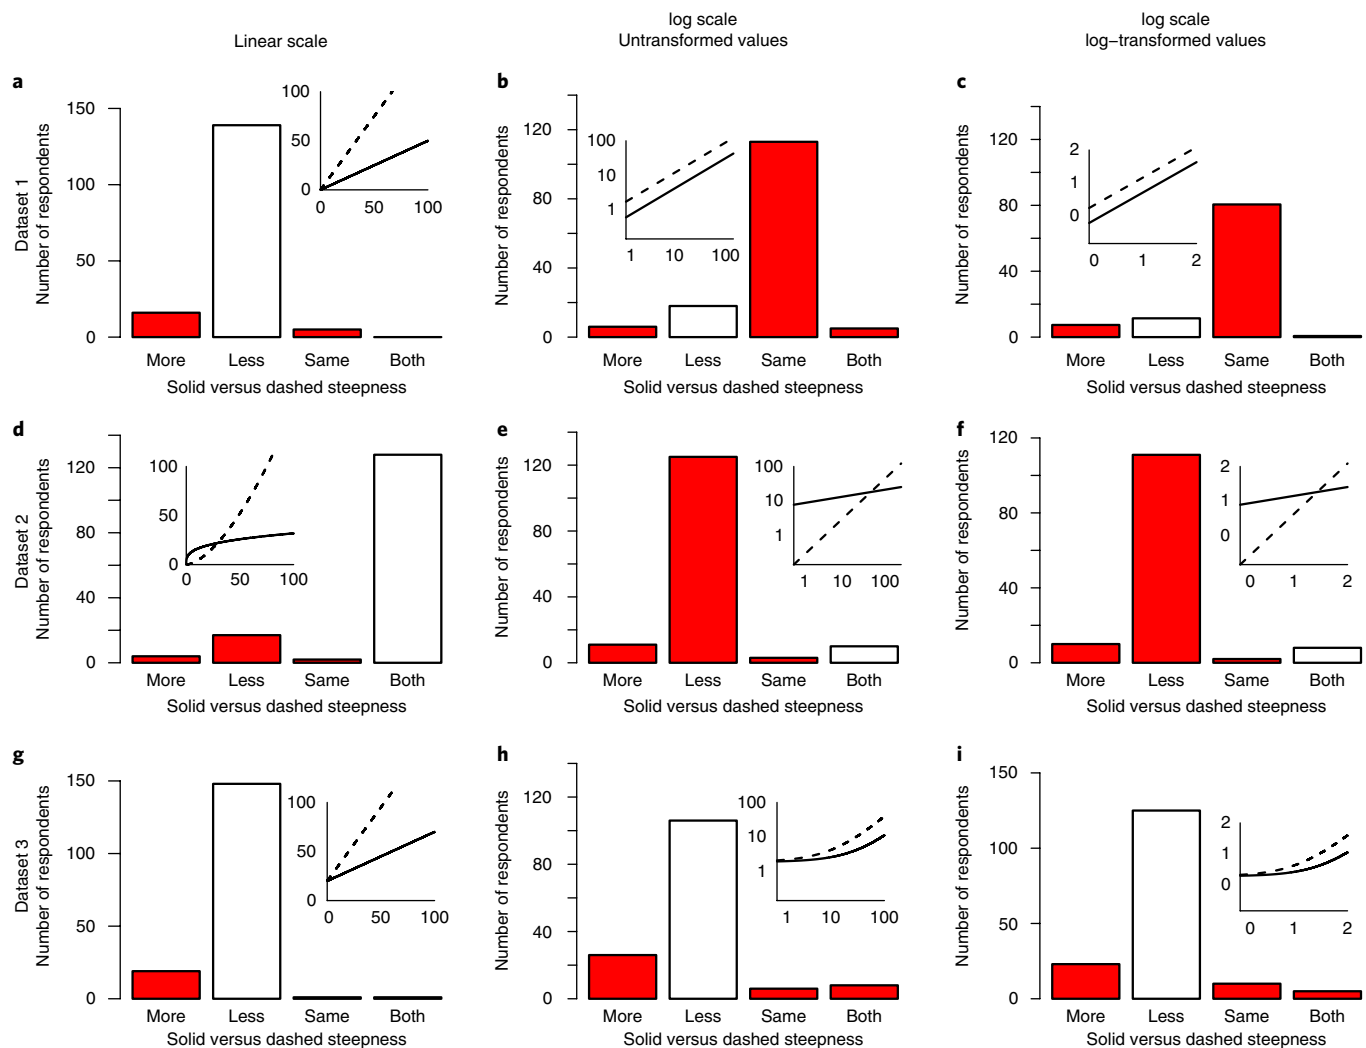 Linear scale
log scale
Untransformed values
log scale
log−transformed values
a
Dataset 1
Number of respondents
150
100
50
0
100
50
0
0 50 100
More Less Same Both
Solid versus dashed steepness
b
Number of respondents
120
80
40
0
100
10
1
1 10 100
More Less Same Both
Solid versus dashed steepness
c
Number of respondents
120
80
40
0
2
1
0
0 1 2
More Less Same Both
Solid versus dashed steepness
d
Dataset 2
Number of respondents
120
80
40
0
100
50
0
0 50 100
More Less Same Both
Solid versus dashed steepness
e
Number of respondents
120
80
40
0
100
10
1
1 10 100
More Less Same Both
Solid versus dashed steepness
f
Number of respondents
120
80
40
0
2
1
0
0 1 2
More Less Same Both
Solid versus dashed steepness
g
Dataset 3
Number of respondents
150
100
50
0
100
50
0
0 50 100
More Less Same Both
Solid versus dashed steepness
h
Number of respondents
120
80
40
0
100
10
1
1 10 100
More Less Same Both
Solid versus dashed steepness
i
Number of respondents
150
100
50
0
2
1
0
0 1 2
More Less Same Both
Solid versus dashed steepness